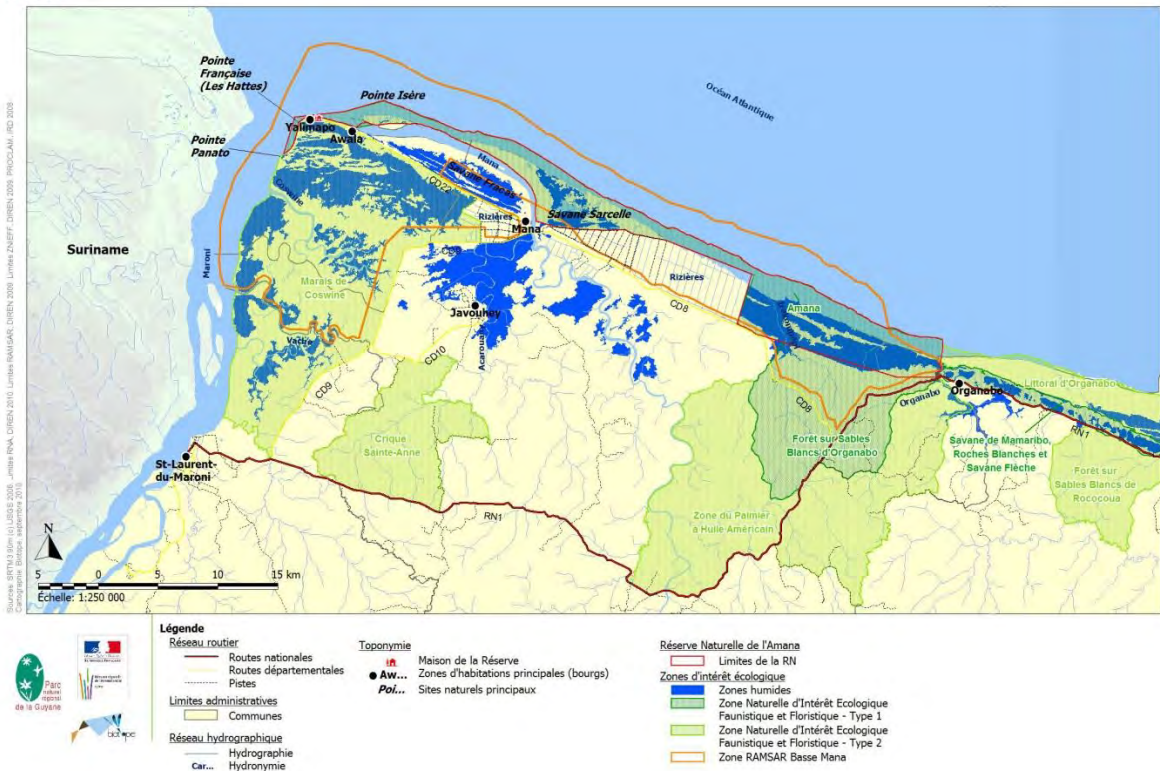 Pointe
Française
(Les Hattes)
Pointe Isère
Océan Atlantique
Yalimapo
Awala
Pointe
Panato
Mana
Savane Fracas
CD22
Coswine
Rizières
Savane Sarcelle
Mana
Suriname
Maroni
Marais de
Coswine
Rizières
CD8
Amana
Javouhey
Acarouany
CD10
Vache
CD9
Organabo
Organabo
Littoral d'Organabo
CD8
RN1
Crique
Sainte-Anne
Forêt sur Sables
Blancs d'Organabo
Savane de Mamaribo,
Roches Blanches et
Savane Flèche
St-Laurent-
du-Maroni
Forêt sur
Sables Blancs de
Rococoua
Zone du Palmier
à Huile Américain
RN1
N
5 0 5 10 15 km
Échelle: 1:250 000
Légende
Réseau routier
Routes nationales
Routes départementales
Pistes
Limites administratives
Communes
Réseau hydrographique
Hydrographie
Car... Hydronymie
Toponymie
Maison de la Réserve
Aw... Zones d'habitations principales (bourgs)
Poi... Sites naturels principaux
Réserve Naturelle de l'Amana
Limites de la RN
Zones d'intérêt écologique
Zones humides
Zone Naturelle d'Intérêt Ecologique
Faunistique et Floristique - Type 1
Zone Naturelle d'Intérêt Ecologique
Faunistique et Floristique - Type 2
Zone RAMSAR Basse Mana
Parc
naturel régional
de la Guyane
biotope